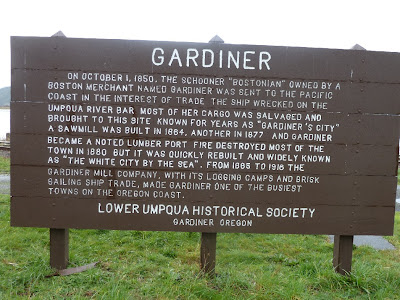 GARDINER
ON OCTOBER 1, 1850, THE SCHOONER "BOSTONIAN" OWNED BY A
BOSTON MERCHANT NAMED GARDINER WAS SENT TO THE PACIFIC
COAST IN THE INTEREST OF TRADE. THE SHIP WRECKED ON THE
UMPQUA RIVER BAR. MOST OF HER CARGO WAS SALVAGED AND
BROUGHT TO THIS SITE KNOWN FOR YEARS AS "GARDINER'S CITY"
A SAWMILL WAS BUILT IN 1864, ANOTHER IN 1877 AND GARDINER
BECAME A NOTED LUMBER PORT. FIRE DESTROYED MOST OF THE
TOWN IN 1880 BUT IT WAS QUICKLY REBUILT AND WIDELY KNOWN
AS "THE WHITE CITY BY THE SEA". FROM 1885 TO 1918 THE
GARDINER MILL COMPANY, WITH ITS LOGGING CAMPS AND BRISK
SAILING SHIP TRADE, MADE GARDINER ONE OF THE BUSIEST
TOWNS ON THE OREGON COAST.
LOWER UMPQUA HISTORICAL SOCIETY
GARDINER OREGON